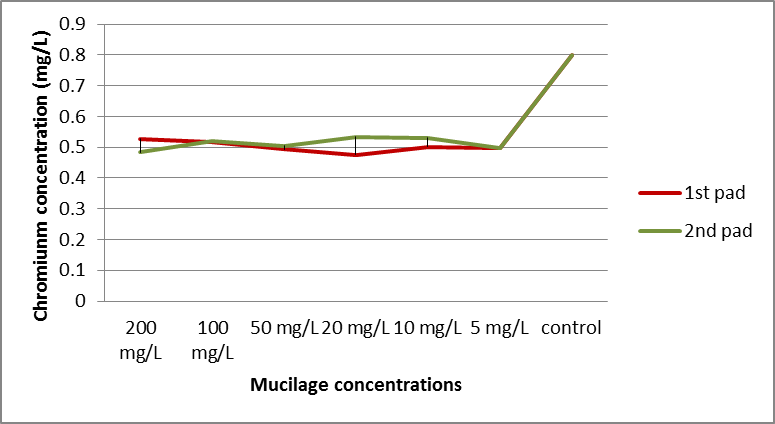 0.9
0.8
0.7
0.6
0.5
0.4
0.3
0.2
0.1
0
Chromiunm concentration (mg/L)
200 mg/L
100 mg/L
50 mg/L
20 mg/L
10 mg/L
5 mg/L
control
Mucilage concentrations
1st pad
2nd pad